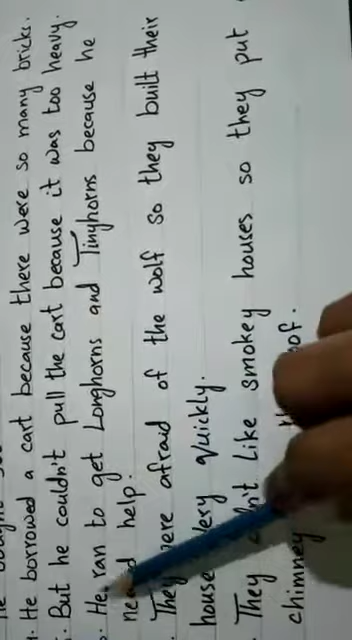 He
. He borrowed a cart because there were so many bricks.
. But he couldn't pull the cart because it was too heavy.
. He ran to get Longhorns and Tinyhorns because he
help.
They were afraid of the wolf so they built their
house very quickly.
They Like smokey houses so they put
chimney